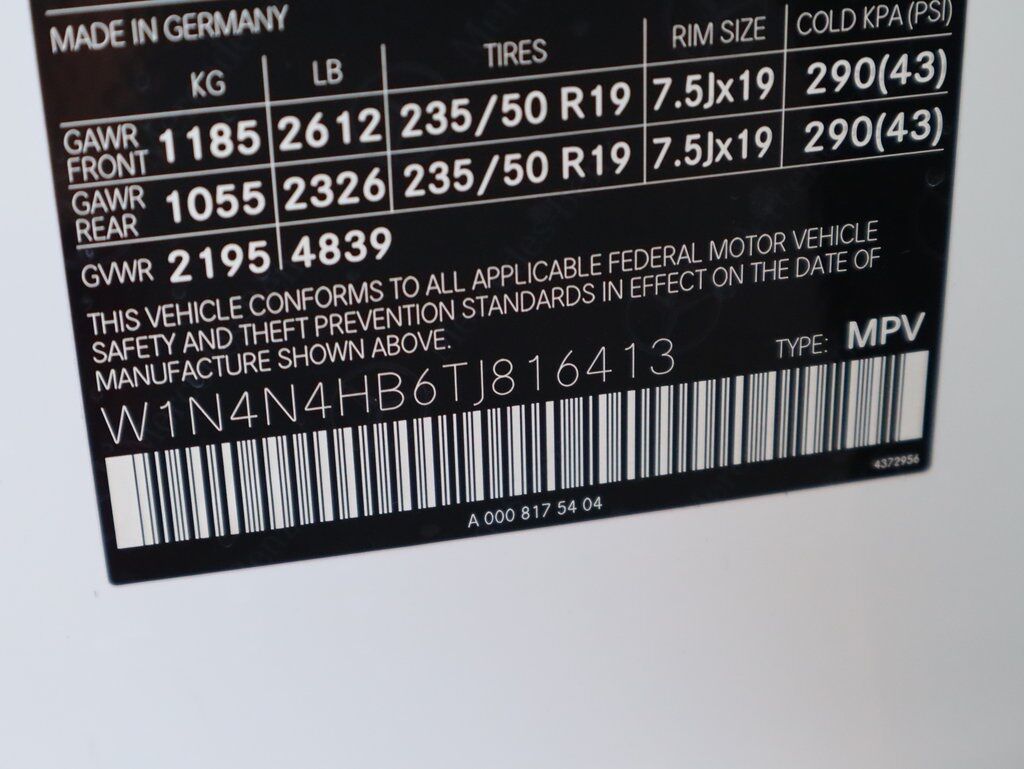 MADE IN GERMANY
KG LB TIRES RIM SIZE COLD KPA (PSI)
GAWR FRONT 1185 2612 235/50 R19 7.5Jx19 290(43)
GAWR REAR 1055 2326 235/50 R19 7.5Jx19 290(43)
GVWR 2195 4839
THIS VEHICLE CONFORMS TO ALL APPLICABLE FEDERAL MOTOR VEHICLE
SAFETY AND THEFT PREVENTION STANDARDS IN EFFECT ON THE DATE OF
MANUFACTURE SHOWN ABOVE.
W1N4N4HB6TJ816413 TYPE: MPV
4372956
A 000 817 54 04